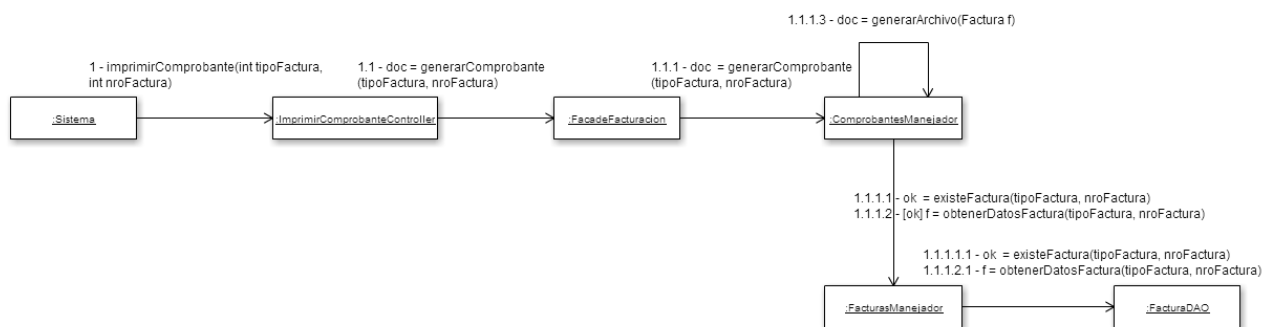 1.1.1.3 - doc = generarArchivo(Factura f)
1 - imprimirComprobante(int tipoFactura,
int nroFactura)
1.1 - doc = generarComprobante
(tipoFactura, nroFactura)
1.1.1 - doc = generarComprobante
(tipoFactura, nroFactura)
:Sistema
:ImprimirComprobanteController
:FacadeFacturacion
:ComprobantesManejador
1.1.1.1 - ok = existeFactura(tipoFactura, nroFactura)
1.1.1.2 - [ok] f = obtenerDatosFactura(tipoFactura, nroFactura)
1.1.1.1.1 - ok = existeFactura(tipoFactura, nroFactura)
1.1.1.2.1 - f = obtenerDatosFactura(tipoFactura, nroFactura)
:FacturasManejador
:FacturaDAO